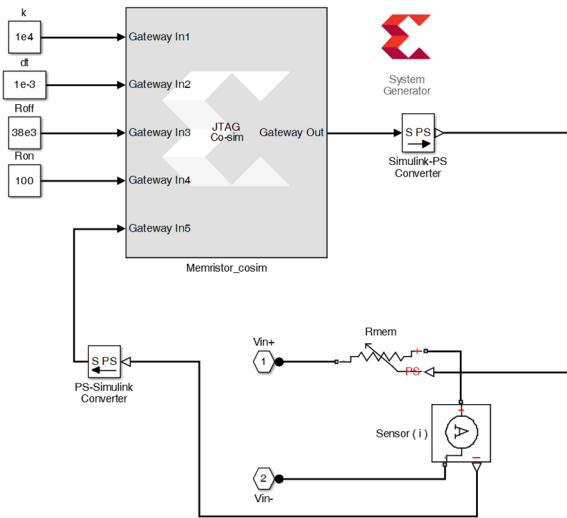 k
1e4
Gateway In1
dt
1e-3
Gateway In2
Roff
38e3
Gateway In3
JTAG
Co-sim
Gateway Out
Ron
100
Gateway In4
Gateway In5
Memristor_cosim
System
Generator
S PS
Simulink-PS
Converter
S PS
PS-Simulink
Converter
Vin+
1
Rmem
-
+
PS
Sensor ( i )
+
A
-
2
Vin-